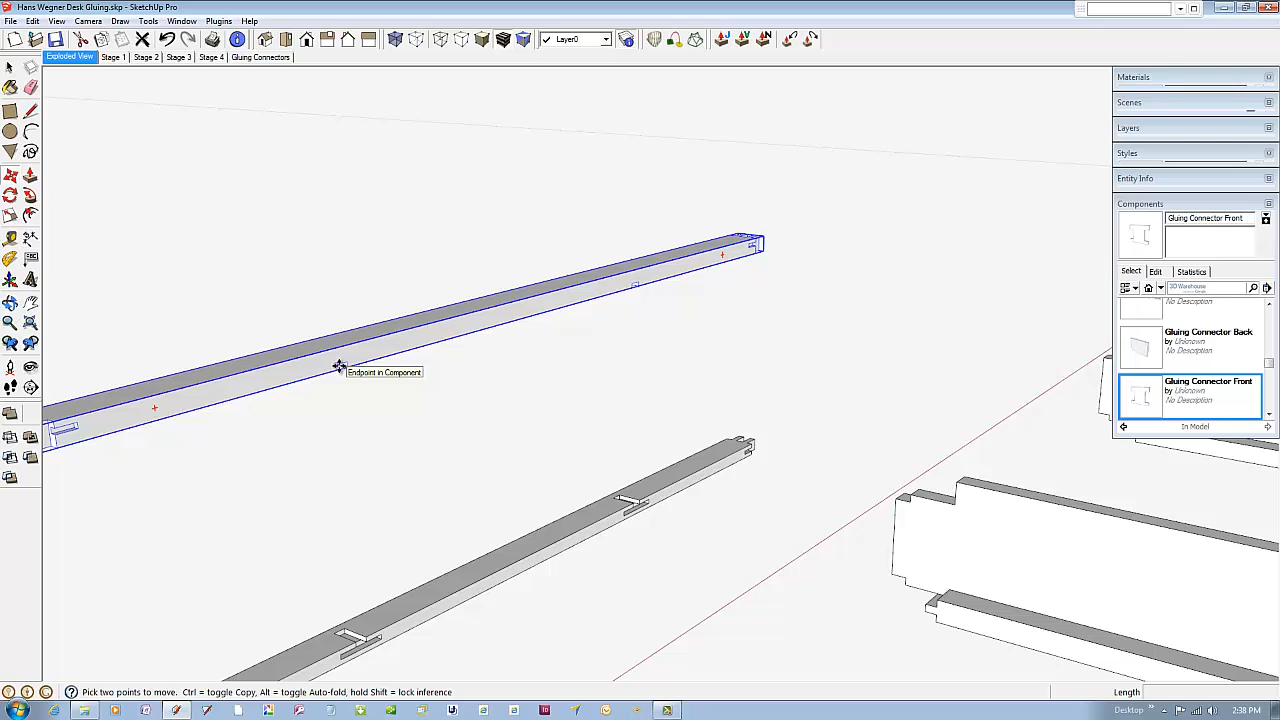 Hans Wegner Desk Gluing.skp - SketchUp Pro
File Edit View Camera Draw Tools Window Plugins Help
Layer0
Exploded View Stage 1 Stage 2 Stage 3 Stage 4 Gluing Connectors
Materials
Scenes
Layers
Styles
Entity Info
Components
Gluing Connector Front
Select Edit Statistics
3D Warehouse
No Description
Gluing Connector Back
by Unknown
No Description
Gluing Connector Front
by Unknown
No Description
In Model
Endpoint in Component
Pick two points to move. Ctrl = toggle Copy, Alt = toggle Auto-fold, hold Shift = lock inference
Length
Desktop
2:38 PM